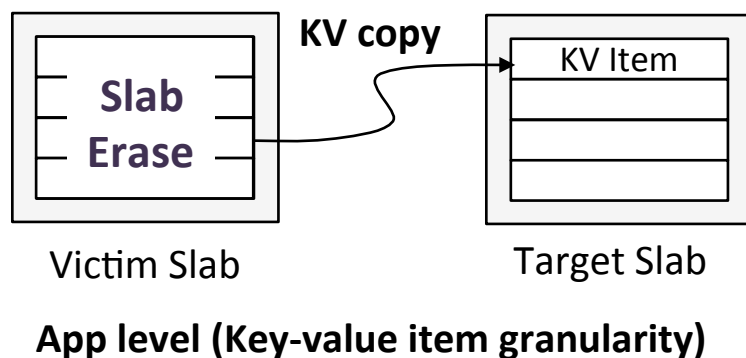 KV copy
KV Item
Slab
Erase
Victim Slab
Target Slab
App level (Key-value item granularity)